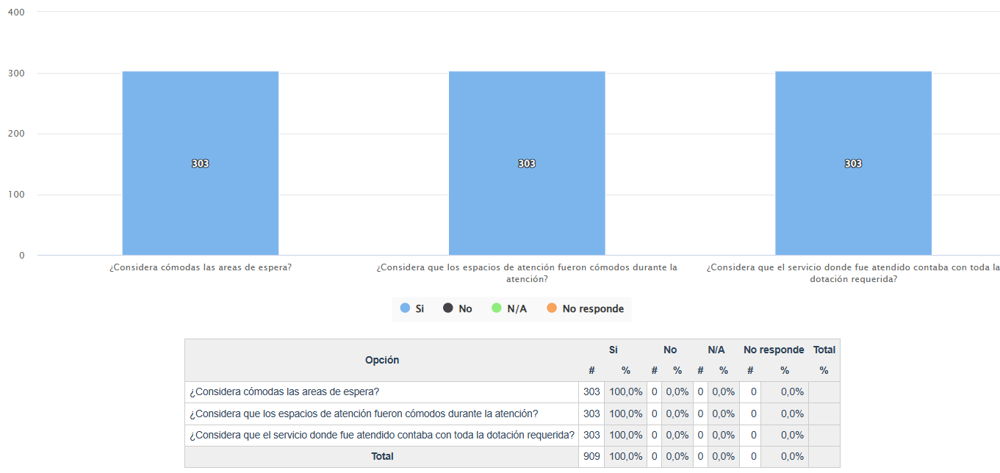 400
300
200
100
0
303
303
303
¿Considera cómodas las areas de espera?
¿Considera que los espacios de atención fueron cómodos durante la
atención?
¿Considera que el servicio donde fue atendido contaba con toda la
dotación requerida?
Si No N/A No responde
Opción Si No N/A No responde Total
# % # % # % # % %
¿Considera cómodas las areas de espera? 303 100,0% 0 0,0% 0 0,0% 0 0,0%
¿Considera que los espacios de atención fueron cómodos durante la atención? 303 100,0% 0 0,0% 0 0,0% 0 0,0%
¿Considera que el servicio donde fue atendido contaba con toda la dotación requerida? 303 100,0% 0 0,0% 0 0,0% 0 0,0%
Total 909 100,0% 0 0,0% 0 0,0% 0 0,0%